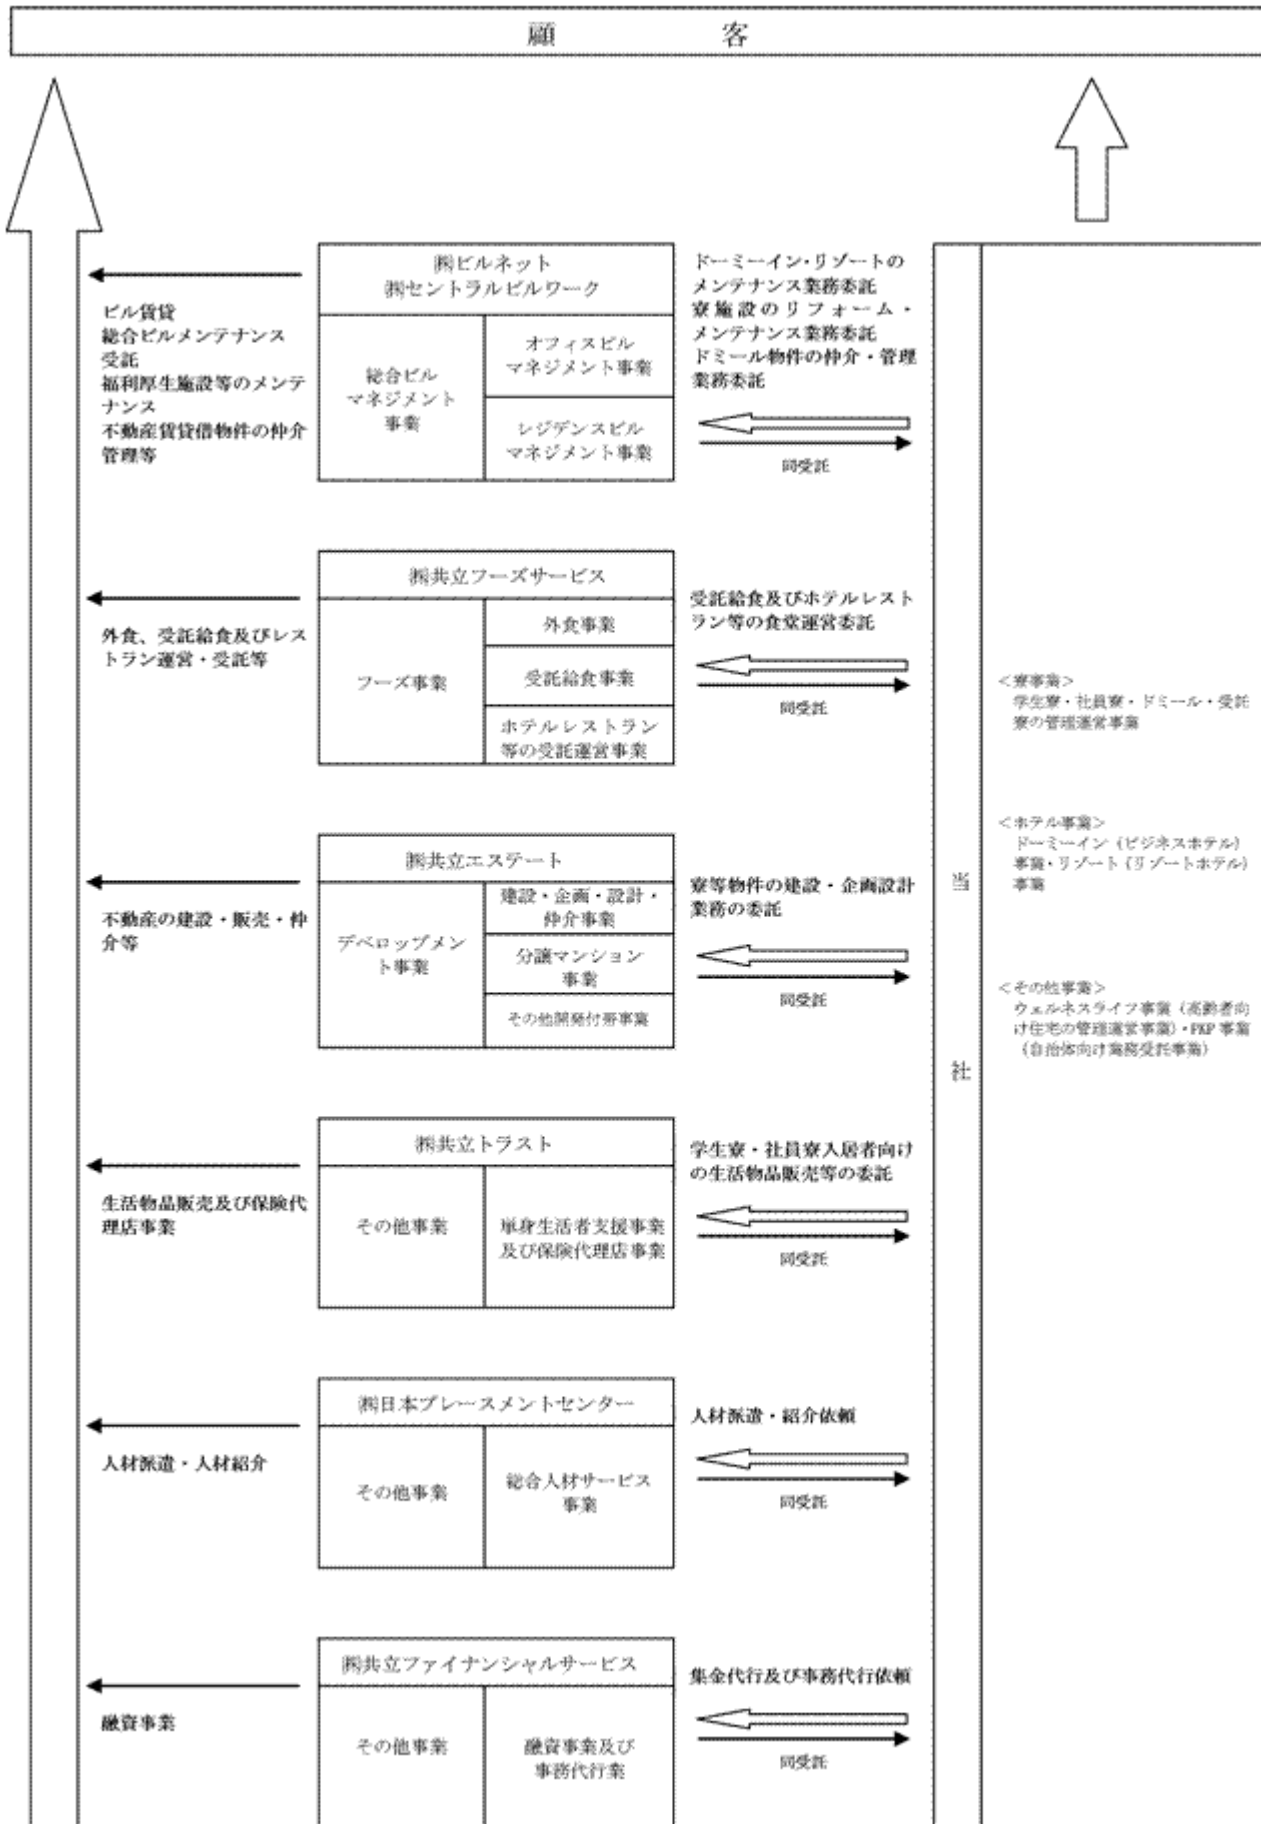 顧客
㈱ビルネット
㈱セントラルビルワーク
総合ビル
マネジメント
事業
オフィスビル
マネジメント事業
レジデンスビル
マネジメント事業
ビル賃貸
総合ビルメンテナンス
受託
福利厚生施設等のメンテ
ナンス
不動産賃貸借物件の仲介
管理等
ドーミーイン・リゾートの
メンテナンス業務委託
寮施設のリフォーム・
メンテナンス業務委託
ドミール物件の仲介・管理
業務委託
同受託
㈱共立フーズサービス
フーズ事業
外食事業
受託給食事業
ホテルレストラン
等の受託運営事業
外食、受託給食及びレス
トラン運営・受託等
受託給食及びホテルレスト
ラン等の食堂運営委託
同受託
㈱共立エステート
デベロップメン
ト事業
建設・企画・設計・
仲介事業
分譲マンション
事業
その他開発付帯事業
不動産の建設・販売・仲
介等
寮等物件の建設・企画設計
業務の委託
同受託
㈱共立トラスト
その他事業
単身生活者支援事業
及び保険代理店事業
生活物品販売及び保険代
理店事業
学生寮・社員寮入居者向け
の生活物品販売等の委託
同受託
㈱日本プレースメントセンター
その他事業
総合人材サービス
事業
人材派遣・人材紹介
人材派遣・紹介依頼
同受託
㈱共立ファイナンシャルサービス
その他事業
融資事業及び
事務代行業
融資事業
集金代行及び事務代行依頼
同受託
当社
＜寮事業＞
学生寮・社員寮・ドミール・受託
寮の管理運営事業
＜ホテル事業＞
ドーミーイン（ビジネスホテル）
事業・リゾート（リゾートホテル）
事業
＜その他事業＞
ウェルネスライフ事業（高齢者向
け住宅の管理運営事業）・PKP 事業
（自治体向け業務受託事業）